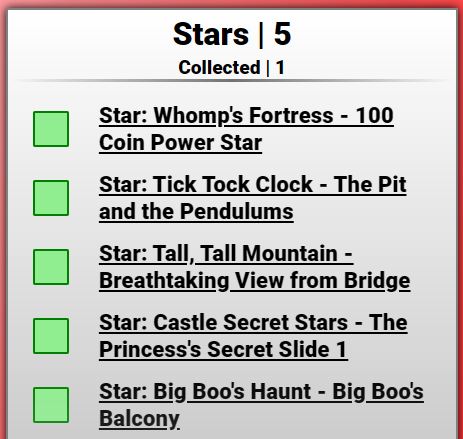 Stars | 5
Collected | 1
Star: Whomp's Fortress - 100
Coin Power Star
Star: Tick Tock Clock - The Pit
and the Pendulums
Star: Tall, Tall Mountain -
Breathtaking View from Bridge
Star: Castle Secret Stars - The
Princess's Secret Slide 1
Star: Big Boo's Haunt - Big Boo's
Balcony